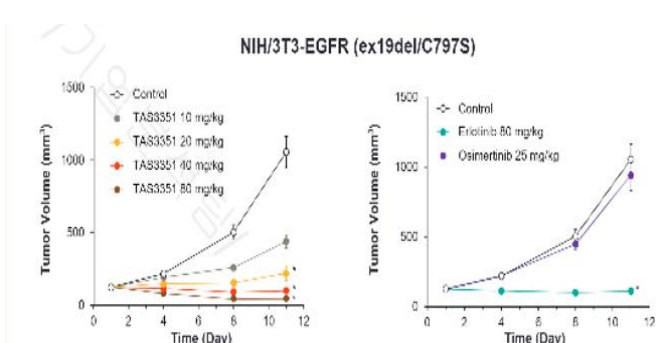 NIH/3T3-EGFR (ex19del/C797S)
Tumor Volume (mm³)
1500
1000
500
0
Control
TAS3351 10 mg/kg
TAS3351 20 mg/kg
TAS3351 40 mg/kg
TAS3351 80 mg/kg
0 2 4 6 8 10 12
Time (Day)
Tumor Volume (mm³)
1500
1000
500
0
Control
Erlotinib 80 mg/kg
Osimertinib 25 mg/kg
0 2 4 6 8 10 12
Time (Day)